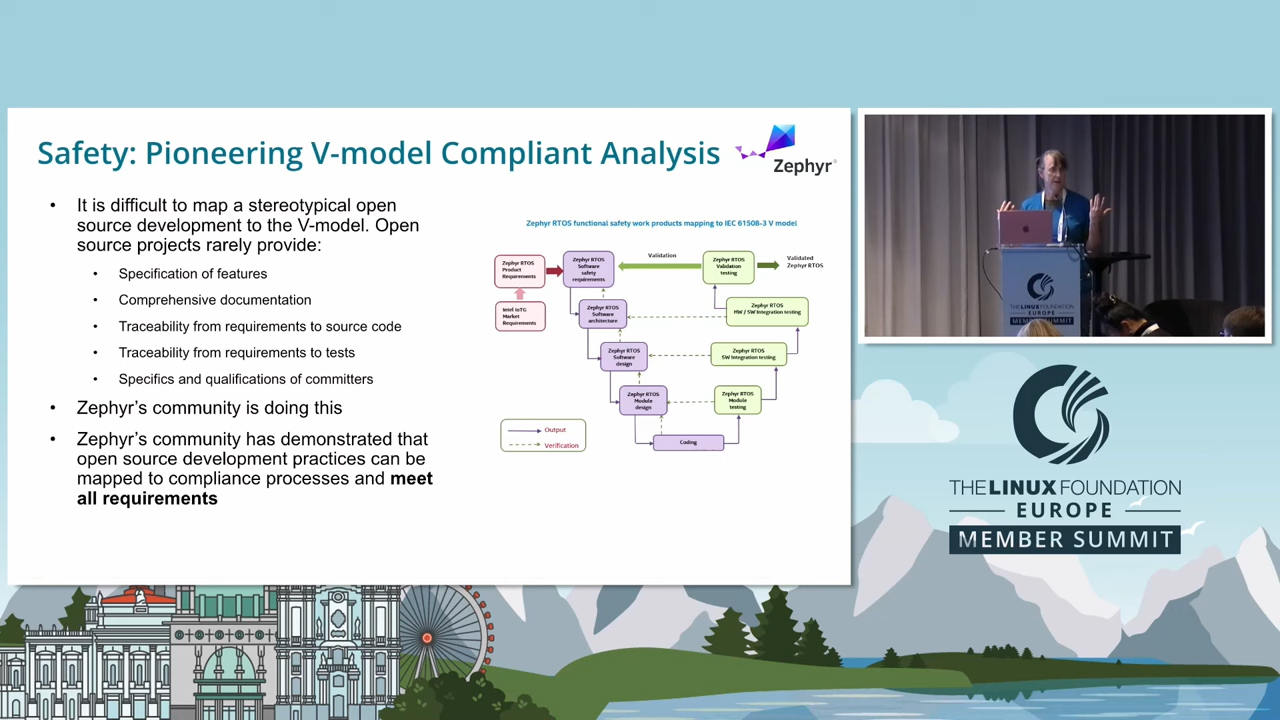 Safety: Pioneering V-model Compliant Analysis
Zephyr
• It is difficult to map a stereotypical open
source development to the V-model. Open
source projects rarely provide:
• Specification of features
• Comprehensive documentation
• Traceability from requirements to source code
• Traceability from requirements to tests
• Specifics and qualifications of committers
• Zephyr's community is doing this
• Zephyr's community has demonstrated that
open source development practices can be
mapped to compliance processes and meet
all requirements
Zephyr RTOS functional safety work products mapping to IEC 61508-3 V model
Zephyr RTOS
Product
Requirements
Zephyr RTOS
Software
safety
requirements
Validation
Zephyr RTOS
Validation
testing
Validated
Zephyr RTOS
Intel IoTG
Market
Requirements
Zephyr RTOS
Software
architecture
Zephyr RTOS
HW / SW Integration testing
Zephyr RTOS
Software
design
Zephyr RTOS
SW Integration testing
Zephyr RTOS
Module
design
Zephyr RTOS
Module
testing
Coding
Output
Verification
THE LINUX FOUNDATION
EUROPE
MEMBER SUMMIT
THE LINUX FOUNDATION
EUROPE
MEMBER SUMMIT